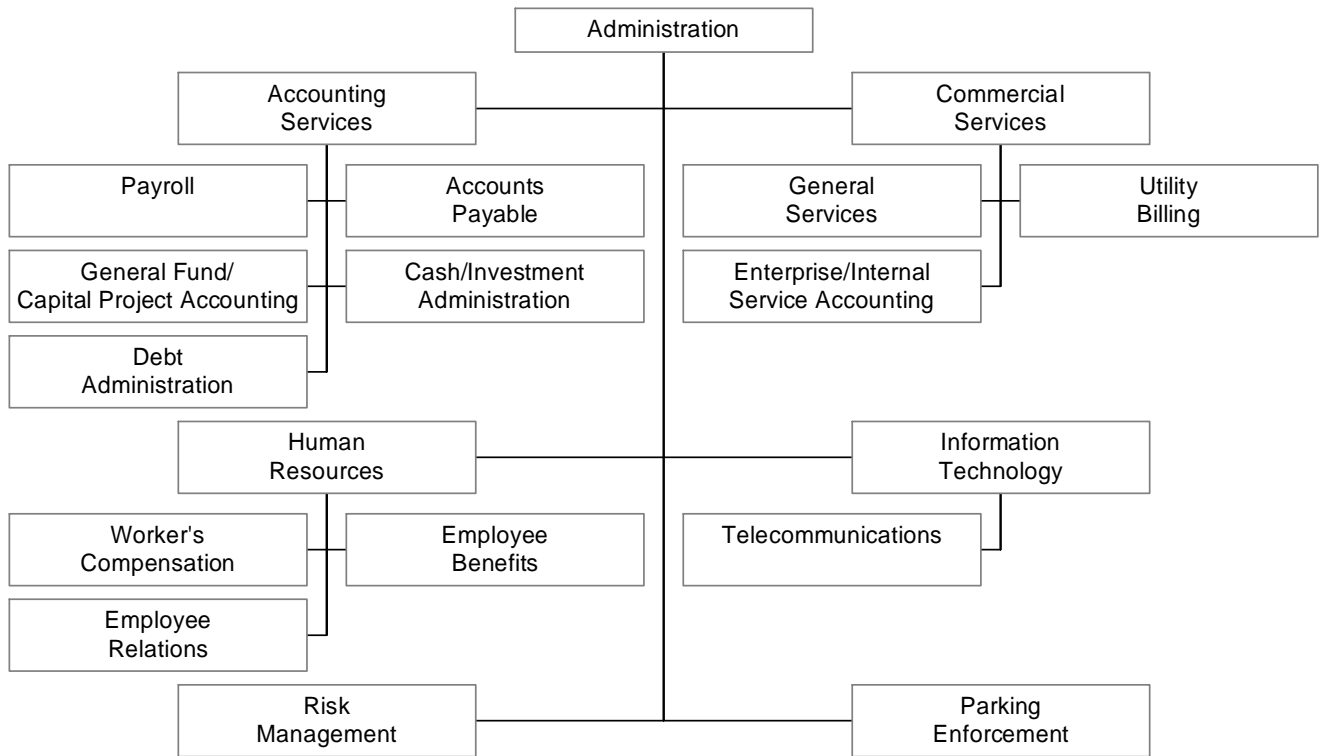 Administration
Accounting
Services
Commercial
Services
Payroll
Accounts
Payable
General
Services
Utility
Billing
General Fund/
Capital Project Accounting
Cash/Investment
Administration
Enterprise/Internal
Service Accounting
Debt
Administration
Human
Resources
Information
Technology
Worker's
Compensation
Employee
Benefits
Telecommunications
Employee
Relations
Risk
Management
Parking
Enforcement